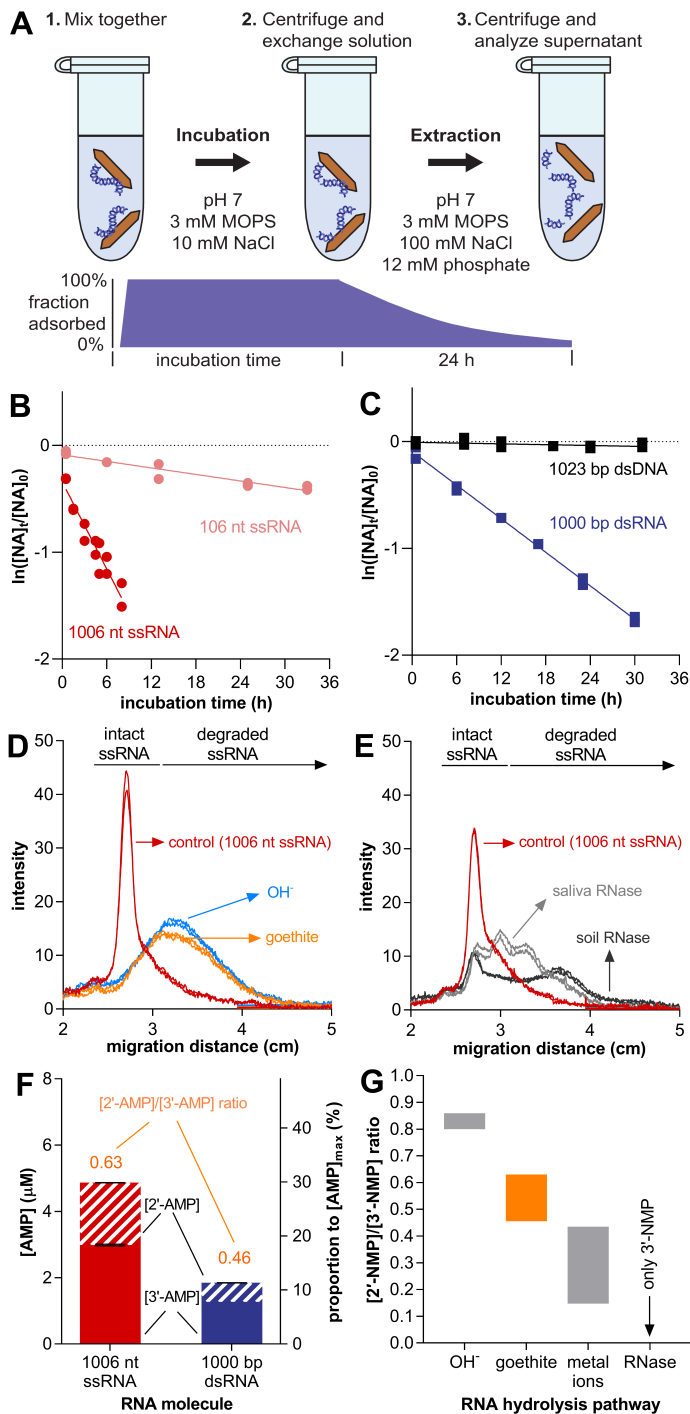 A
1. Mix together
2. Centrifuge and
exchange solution
3. Centrifuge and
analyze supernatant
Incubation
pH 7
3 mM MOPS
10 mM NaCl
Extraction
pH 7
3 mM MOPS
100 mM NaCl
12 mM phosphate
100%
fraction
adsorbed
0%
incubation time
24 h
B
ln([NA]t/[NA]0)
0
-1
-2
106 nt ssRNA
1006 nt ssRNA
0 6 12 18 24 30 36
incubation time (h)
C
ln([NA]t/[NA]0)
0
-1
-2
1023 bp dsDNA
1000 bp dsRNA
0 6 12 18 24 30 36
incubation time (h)
D
intact
ssRNA
degraded
ssRNA
intensity
50
40
30
20
10
0
control (1006 nt ssRNA)
OH-
goethite
2 3 4 5
migration distance (cm)
E
intact
ssRNA
degraded
ssRNA
intensity
50
40
30
20
10
0
control (1006 nt ssRNA)
saliva RNase
soil RNase
2 3 4 5
migration distance (cm)
F
[AMP] (μM)
8
6
4
2
0
[2'-AMP]/[3'-AMP] ratio
0.63
[2'-AMP]
0.46
[3'-AMP]
40
30
20
10
0
proportion to [AMP]max (%)
1006 nt
ssRNA
1000 bp
dsRNA
RNA molecule
G
[2'-NMP]/[3'-NMP] ratio
1.0
0.9
0.8
0.7
0.6
0.5
0.4
0.3
0.2
0.1
0.0
only 3'-NMP
OH- goethite metal
ions RNase
RNA hydrolysis pathway